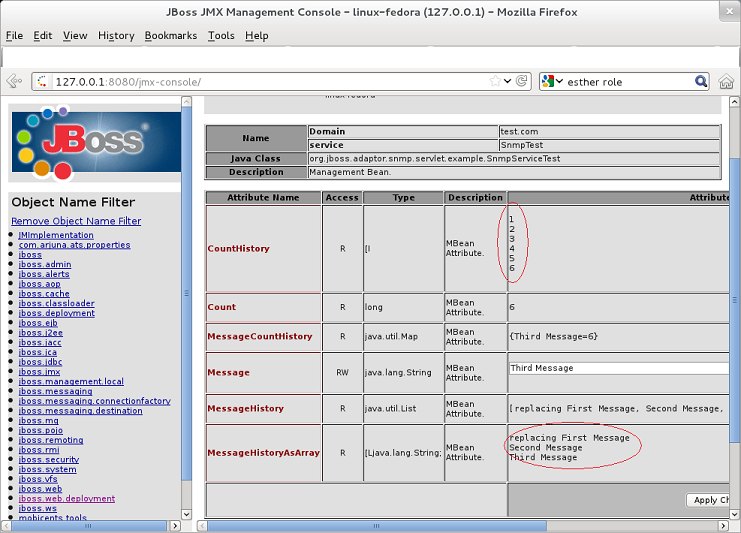 JBoss JMX Management Console - linux-fedora (127.0.0.1) - Mozilla Firefox
File Edit View History Bookmarks Tools Help
127.0.0.1:8080/jmx-console/
esther role
JBoss®
Object Name Filter
Remove Object Name Filter
JMImplementation
com.arjuna.ats.properties
jboss
jboss.admin
jboss.alerts
jboss.aop
jboss.cache
jboss.classloader
jboss.deployment
jboss.ejb
jboss.j2ee
jboss.jacc
jboss.jca
jboss.jdbc
jboss.jmx
jboss.management.local
jboss.messaging
jboss.messaging.connectionfactory
jboss.messaging.destination
jboss.mq
jboss.pojo
jboss.remoting
jboss.rmi
jboss.security
jboss.system
jboss.vfs
jboss.web
jboss.web.deployment
jboss.ws
mobicents.tools
linux-fedora
Name Domain test.com
service SnmpTest
Java Class org.jboss.adaptor.snmp.servlet.example.SnmpServiceTest
Description Management Bean.
Attribute Name Access Type Description Attribute
CountHistory R [I MBean Attribute.
1
2
3
4
5
6
Count R long MBean Attribute. 6
MessageCountHistory R java.util.Map MBean Attribute. {Third Message=6}
Message RW java.lang.String MBean Attribute. Third Message
MessageHistory R java.util.List MBean Attribute. [replacing First Message, Second Message,
MessageHistoryAsArray R [Ljava.lang.String; MBean Attribute.
replacing First Message
Second Message
Third Message
Apply Ch